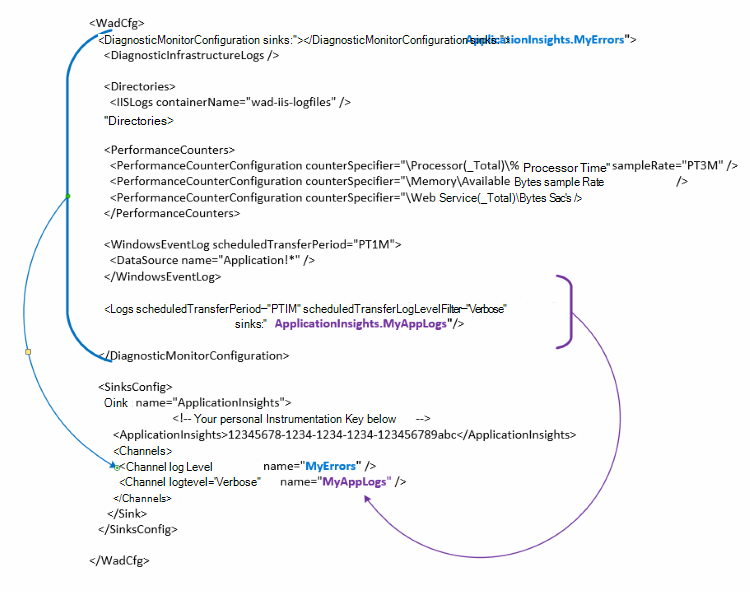 <WadCfg>
<DiagnosticMonitorConfiguration sinks:"></DiagnosticMonitorConfiguration sinks:"ApplicationInsights.MyErrors">
<DiagnosticInfrastructureLogs />
<Directories>
<IISLogs containerName="wad-iis-logfiles" />
"Directories>
<PerformanceCounters>
<PerformanceCounterConfiguration counterSpecifier="\Processor(_Total)\% Processor Time" sampleRate="PT3M" />
<PerformanceCounterConfiguration counterSpecifier="\Memory\Available Bytes sample Rate />
<PerformanceCounterConfiguration counterSpecifier="\Web Service(_Total)\Bytes Sac's />
</PerformanceCounters>
<WindowsEventLog scheduledTransferPeriod="PT1M">
<DataSource name="Application!*" />
</WindowsEventLog>
<Logs scheduledTransferPeriod="PTIM" scheduledTransferLogLevelFilter="Verbose"
sinks:" ApplicationInsights.MyAppLogs"/>
</DiagnosticMonitorConfiguration>
<SinksConfig>
Oink name="ApplicationInsights">
<!-- Your personal Instrumentation Key below -->
<ApplicationInsights>12345678-1234-1234-1234-123456789abc</ApplicationInsights>
<Channels>
<Channel log Level name="MyErrors" />
<Channel logtevel="Verbose" name="MyAppLogs" />
</Channels>
</Sink>
</SinksConfig>
</WadCfg>